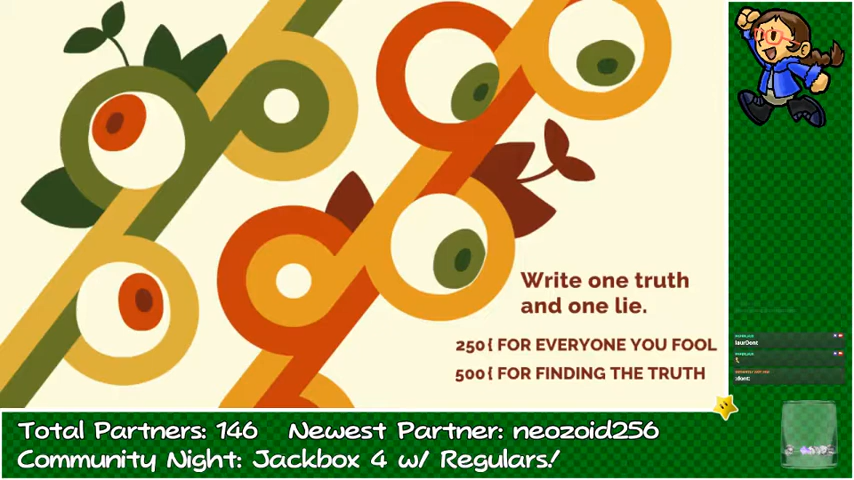 Write one truth
and one lie.
250{ FOR EVERYONE YOU FOOL
500{ FOR FINDING THE TRUTH
Total Partners: 146 Newest Partner: neozoid256
Community Night: Jackbox 4 w/ Regulars!